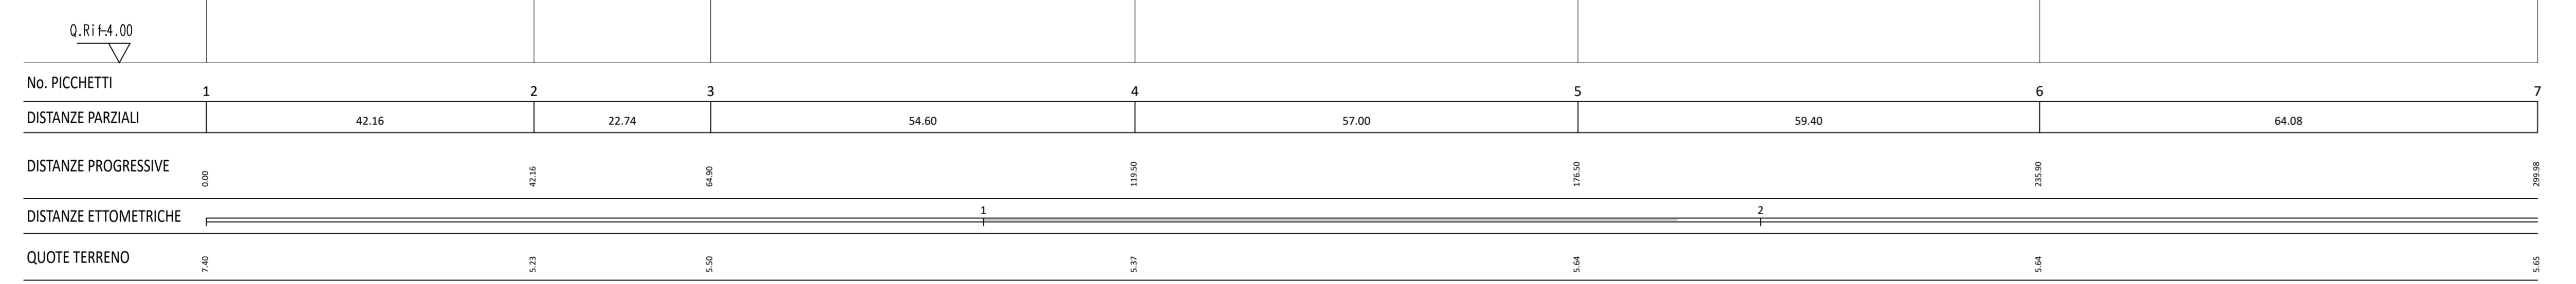 Q.Rif-4.00
No. PICCHETTI 1 2 3 4 5 6 7
DISTANZE PARZIALI 42.16 22.74 54.60 57.00 59.40 64.08
DISTANZE PROGRESSIVE 0.00 42.16 64.90 119.50 176.50 235.90 299.98
DISTANZE ETTOMETRICHE 1 2
QUOTE TERRENO 7.40 5.23 5.50 5.37 5.64 5.64 5.65